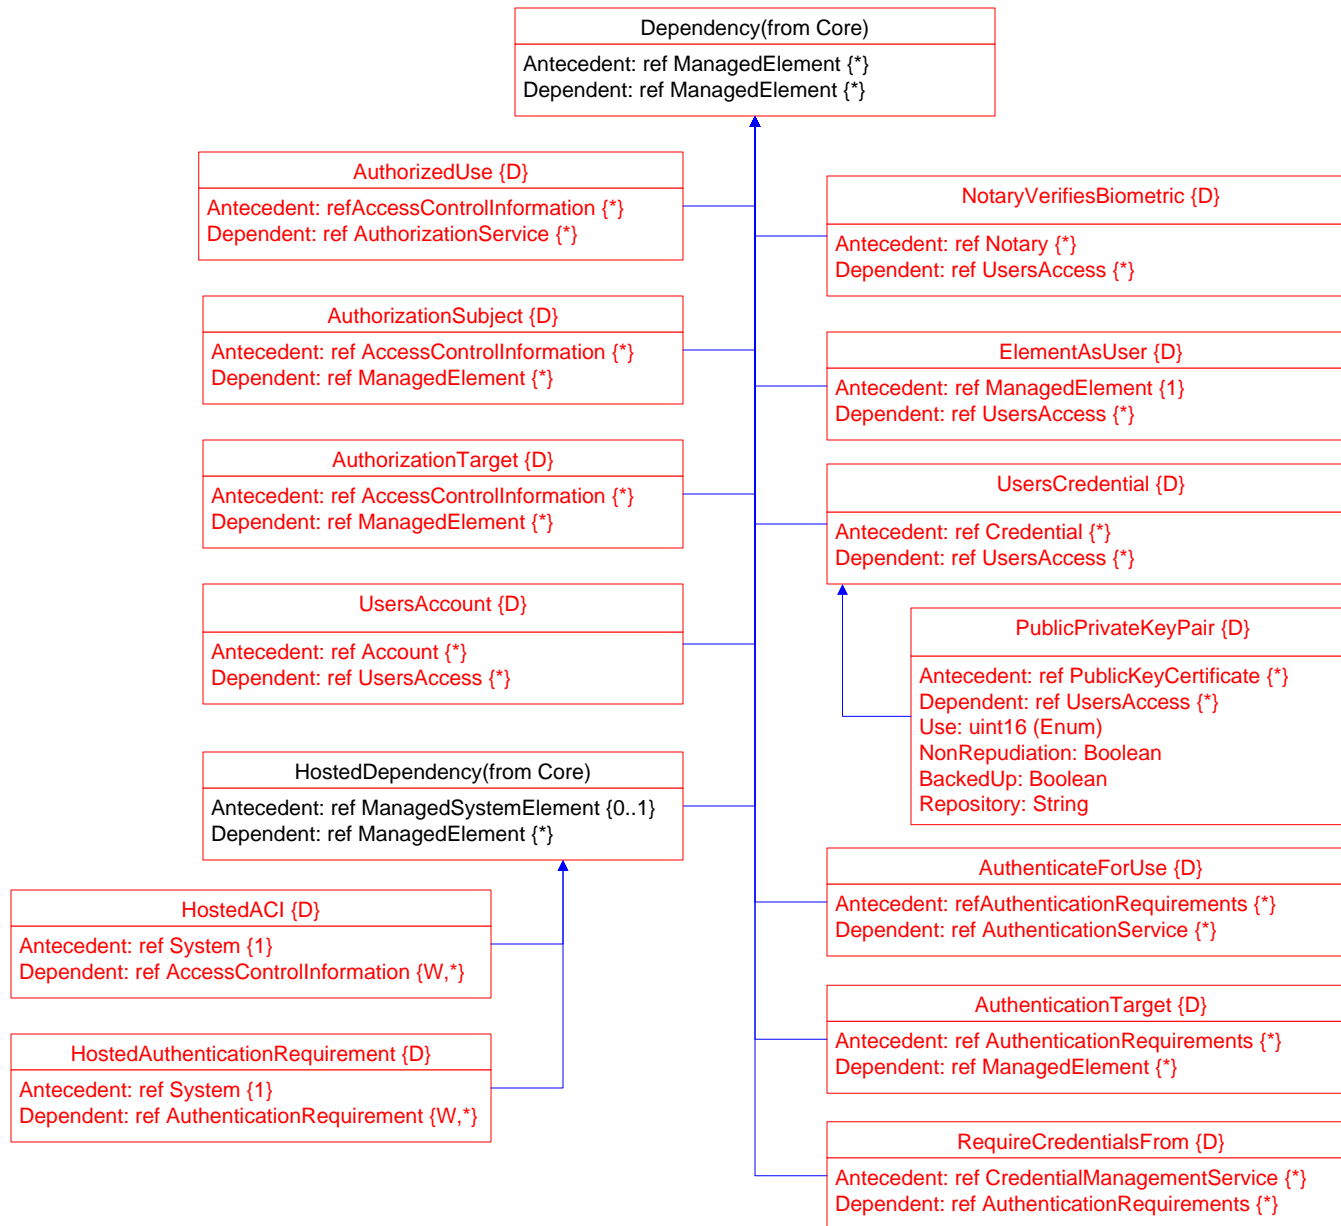 Dependency(from Core)
Antecedent: ref ManagedElement {*}
Dependent: ref ManagedElement {*}
AuthorizedUse {D}
Antecedent: refAccessControlInformation {*}
Dependent: ref AuthorizationService {*}
AuthorizationSubject {D}
Antecedent: ref AccessControlInformation {*}
Dependent: ref ManagedElement {*}
AuthorizationTarget {D}
Antecedent: ref AccessControlInformation {*}
Dependent: ref ManagedElement {*}
UsersAccount {D}
Antecedent: ref Account {*}
Dependent: ref UsersAccess {*}
HostedDependency(from Core)
Antecedent: ref ManagedSystemElement {0..1}
Dependent: ref ManagedElement {*}
HostedACI {D}
Antecedent: ref System {1}
Dependent: ref AccessControlInformation {W,*}
HostedAuthenticationRequirement {D}
Antecedent: ref System {1}
Dependent: ref AuthenticationRequirement {W,*}
NotaryVerifiesBiometric {D}
Antecedent: ref Notary {*}
Dependent: ref UsersAccess {*}
ElementAsUser {D}
Antecedent: ref ManagedElement {1}
Dependent: ref UsersAccess {*}
UsersCredential {D}
Antecedent: ref Credential {*}
Dependent: ref UsersAccess {*}
PublicPrivateKeyPair {D}
Antecedent: ref PublicKeyCertificate {*}
Dependent: ref UsersAccess {*}
Use: uint16 (Enum)
NonRepudiation: Boolean
BackedUp: Boolean
Repository: String
AuthenticateForUse {D}
Antecedent: refAuthenticationRequirements {*}
Dependent: ref AuthenticationService {*}
AuthenticationTarget {D}
Antecedent: ref AuthenticationRequirements {*}
Dependent: ref ManagedElement {*}
RequireCredentialsFrom {D}
Antecedent: ref CredentialManagementService {*}
Dependent: ref AuthenticationRequirements {*}